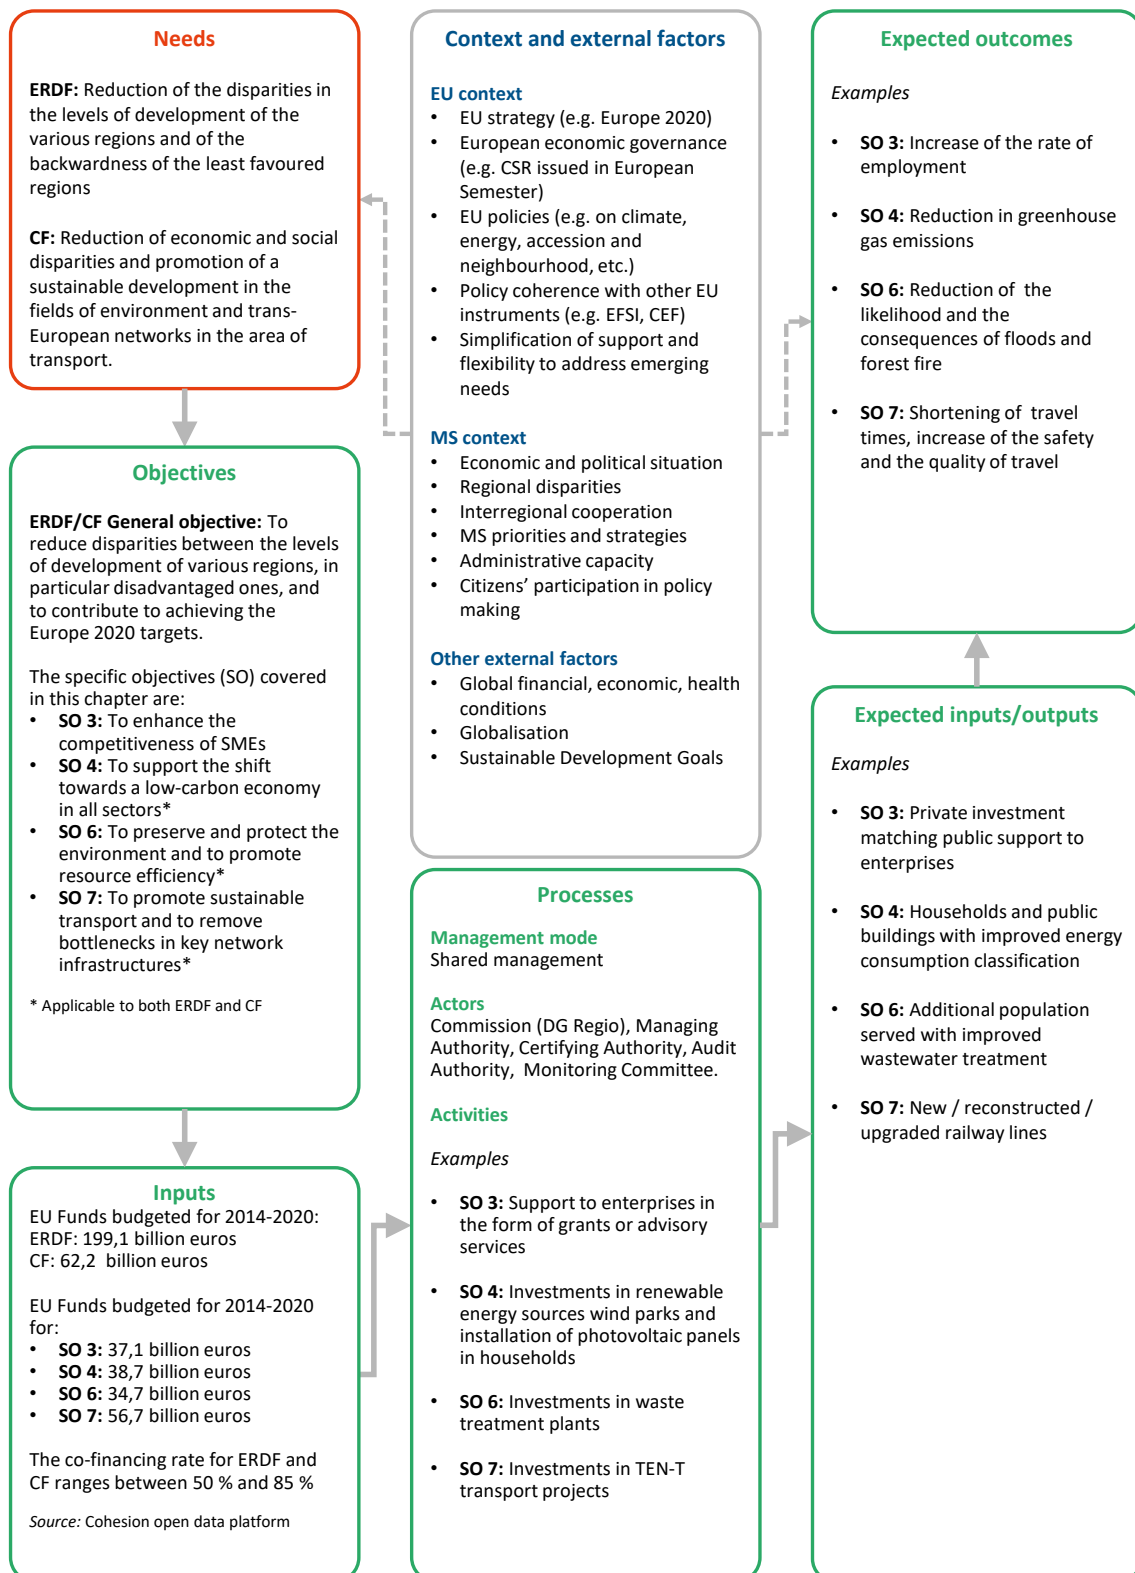 Needs
ERDF: Reduction of the disparities in
the levels of development of the
various regions and of the
backwardness of the least favoured
regions
CF: Reduction of economic and social
disparities and promotion of a
sustainable development in the
fields of environment and trans-
European networks in the area of
transport.
Objectives
ERDF/CF General objective: To
reduce disparities between the levels
of development of various regions, in
particular disadvantaged ones, and
to contribute to achieving the
Europe 2020 targets.
The specific objectives (SO) covered
in this chapter are:
• SO 3: To enhance the
competitiveness of SMEs
• SO 4: To support the shift
towards a low-carbon economy
in all sectors*
• SO 6: To preserve and protect the
environment and to promote
resource efficiency*
• SO 7: To promote sustainable
transport and to remove
bottlenecks in key network
infrastructures*
* Applicable to both ERDF and CF
Inputs
EU Funds budgeted for 2014-2020:
ERDF: 199,1 billion euros
CF: 62,2 billion euros
EU Funds budgeted for 2014-2020
for:
• SO 3: 37,1 billion euros
• SO 4: 38,7 billion euros
• SO 6: 34,7 billion euros
• SO 7: 56,7 billion euros
The co-financing rate for ERDF and
CF ranges between 50 % and 85 %
Source: Cohesion open data platform
Context and external factors
EU context
• EU strategy (e.g. Europe 2020)
• European economic governance
(e.g. CSR issued in European
Semester)
• EU policies (e.g. on climate,
energy, accession and
neighbourhood, etc.)
• Policy coherence with other EU
instruments (e.g. EFSI, CEF)
• Simplification of support and
flexibility to address emerging
needs
MS context
• Economic and political situation
• Regional disparities
• Interregional cooperation
• MS priorities and strategies
• Administrative capacity
• Citizens’ participation in policy
making
Other external factors
• Global financial, economic, health
conditions
• Globalisation
• Sustainable Development Goals
Processes
Management mode
Shared management
Actors
Commission (DG Regio), Managing
Authority, Certifying Authority, Audit
Authority, Monitoring Committee.
Activities
Examples
• SO 3: Support to enterprises in
the form of grants or advisory
services
• SO 4: Investments in renewable
energy sources wind parks and
installation of photovoltaic panels
in households
• SO 6: Investments in waste
treatment plants
• SO 7: Investments in TEN-T
transport projects
Expected outcomes
Examples
• SO 3: Increase of the rate of
employment
• SO 4: Reduction in greenhouse
gas emissions
• SO 6: Reduction of the
likelihood and the
consequences of floods and
forest fire
• SO 7: Shortening of travel
times, increase of the safety
and the quality of travel
Expected inputs/outputs
Examples
• SO 3: Private investment
matching public support to
enterprises
• SO 4: Households and public
buildings with improved energy
consumption classification
• SO 6: Additional population
served with improved
wastewater treatment
• SO 7: New / reconstructed /
upgraded railway lines